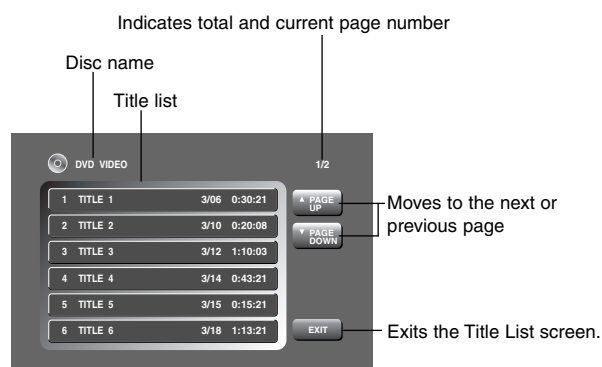 Indicates total and current page number
Disc name
Title list
DVD VIDEO
1/2
1 TITLE 1 3/06 0:30:21
2 TITLE 2 3/10 0:20:08
3 TITLE 3 3/12 1:10:03
4 TITLE 4 3/14 0:43:21
5 TITLE 5 3/15 0:15:21
6 TITLE 6 3/18 1:13:21
PAGE
UP
PAGE
DOWN
EXIT
Moves to the next or
previous page
Exits the Title List screen.